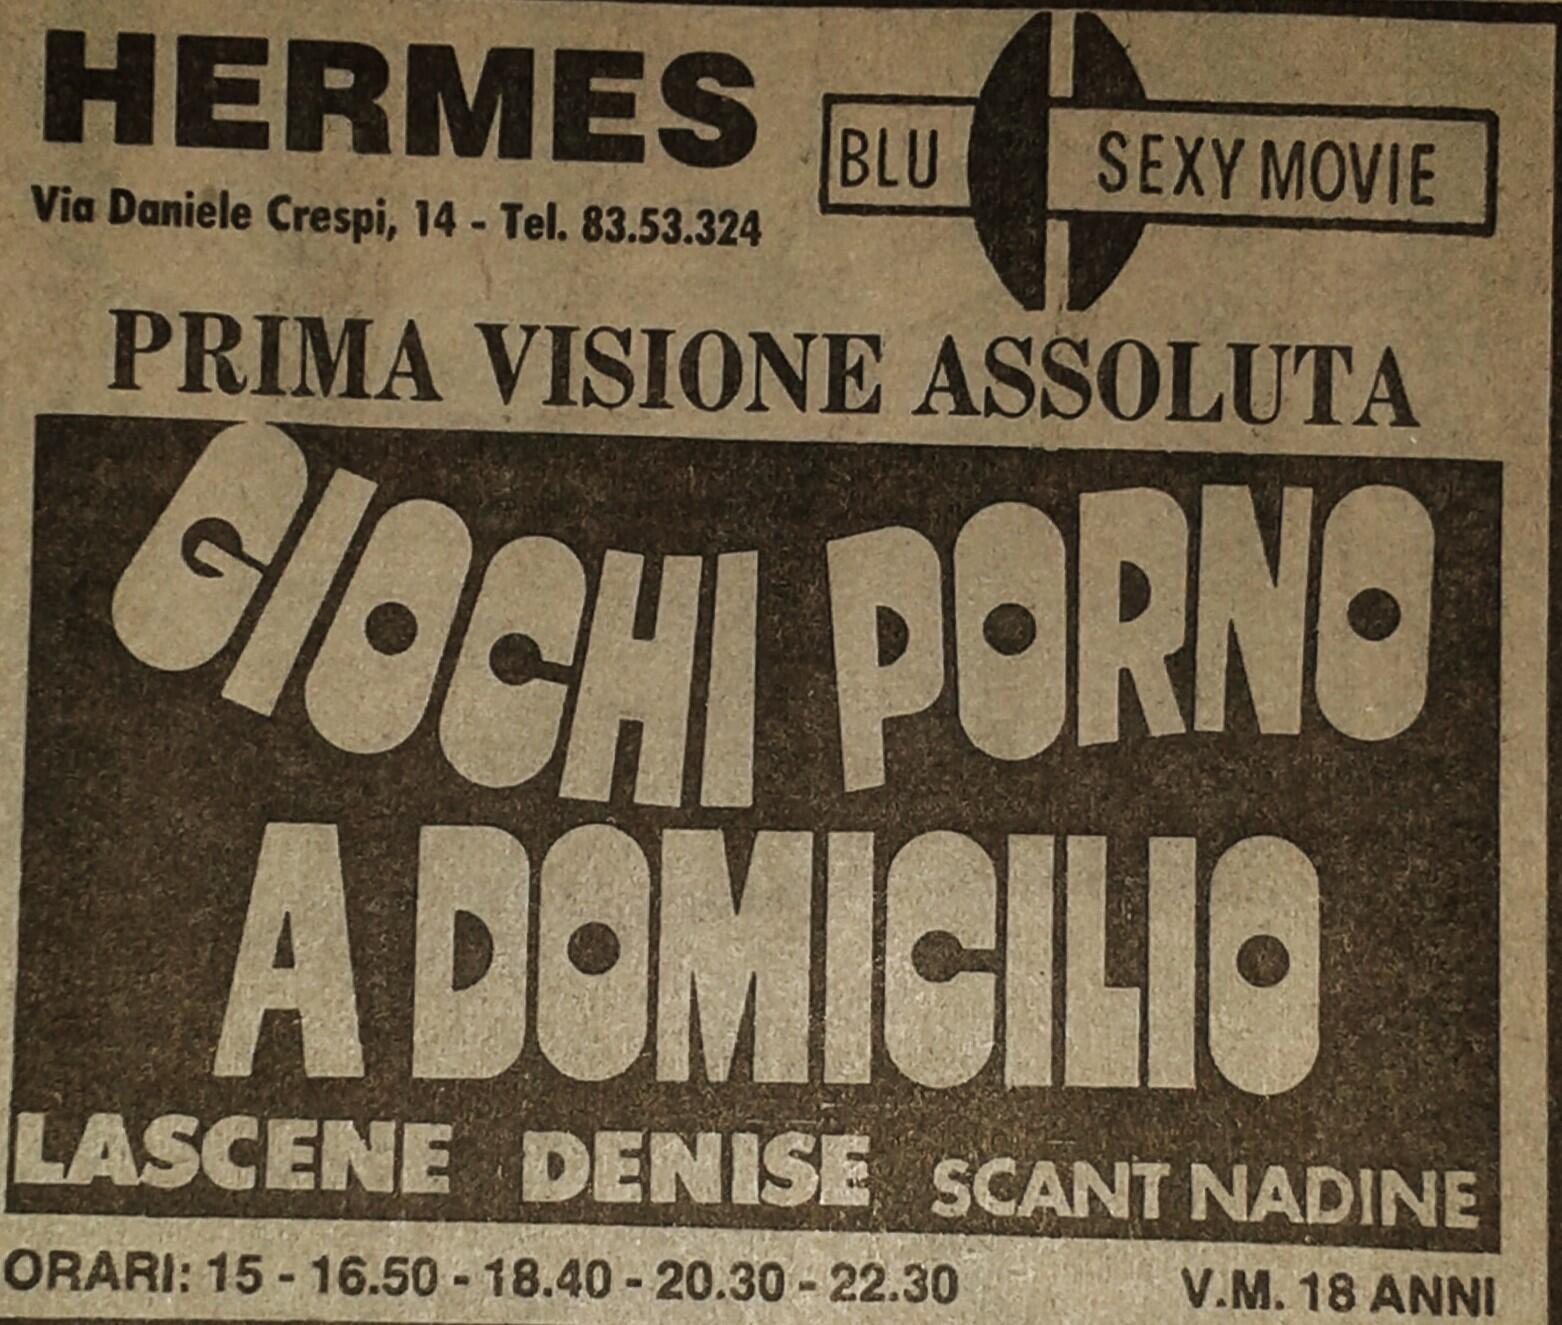 HERMES
Via Daniele Crespi, 14 - Tel. 83.53.324
BLU SEXY MOVIE
PRIMA VISIONE ASSOLUTA
GIOCHI PORNO
A DOMICILIO
LASCENE DENISE SCANT NADINE
ORARI: 15 - 16.50 - 18.40 - 20.30 - 22.30 V.M. 18 ANNI